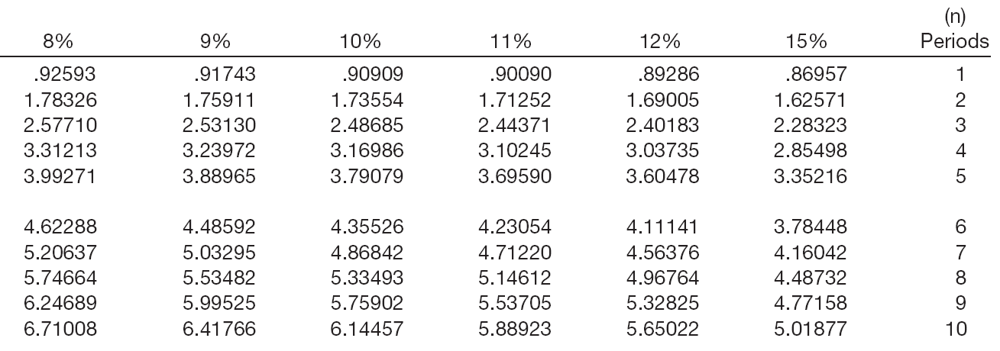 (n)
8% 9% 10% 11% 12% 15% Periods
.92593 .91743 .90909 .90090 .89286 .86957 1
1.78326 1.75911 1.73554 1.71252 1.69005 1.62571 2
2.57710 2.53130 2.48685 2.44371 2.40183 2.28323 3
3.31213 3.23972 3.16986 3.10245 3.03735 2.85498 4
3.99271 3.88965 3.79079 3.69590 3.60478 3.35216 5
4.62288 4.48592 4.35526 4.23054 4.11141 3.78448 6
5.20637 5.03295 4.86842 4.71220 4.56376 4.16042 7
5.74664 5.53482 5.33493 5.14612 4.96764 4.48732 8
6.24689 5.99525 5.75902 5.53705 5.32825 4.77158 9
6.71008 6.41766 6.14457 5.88923 5.65022 5.01877 10